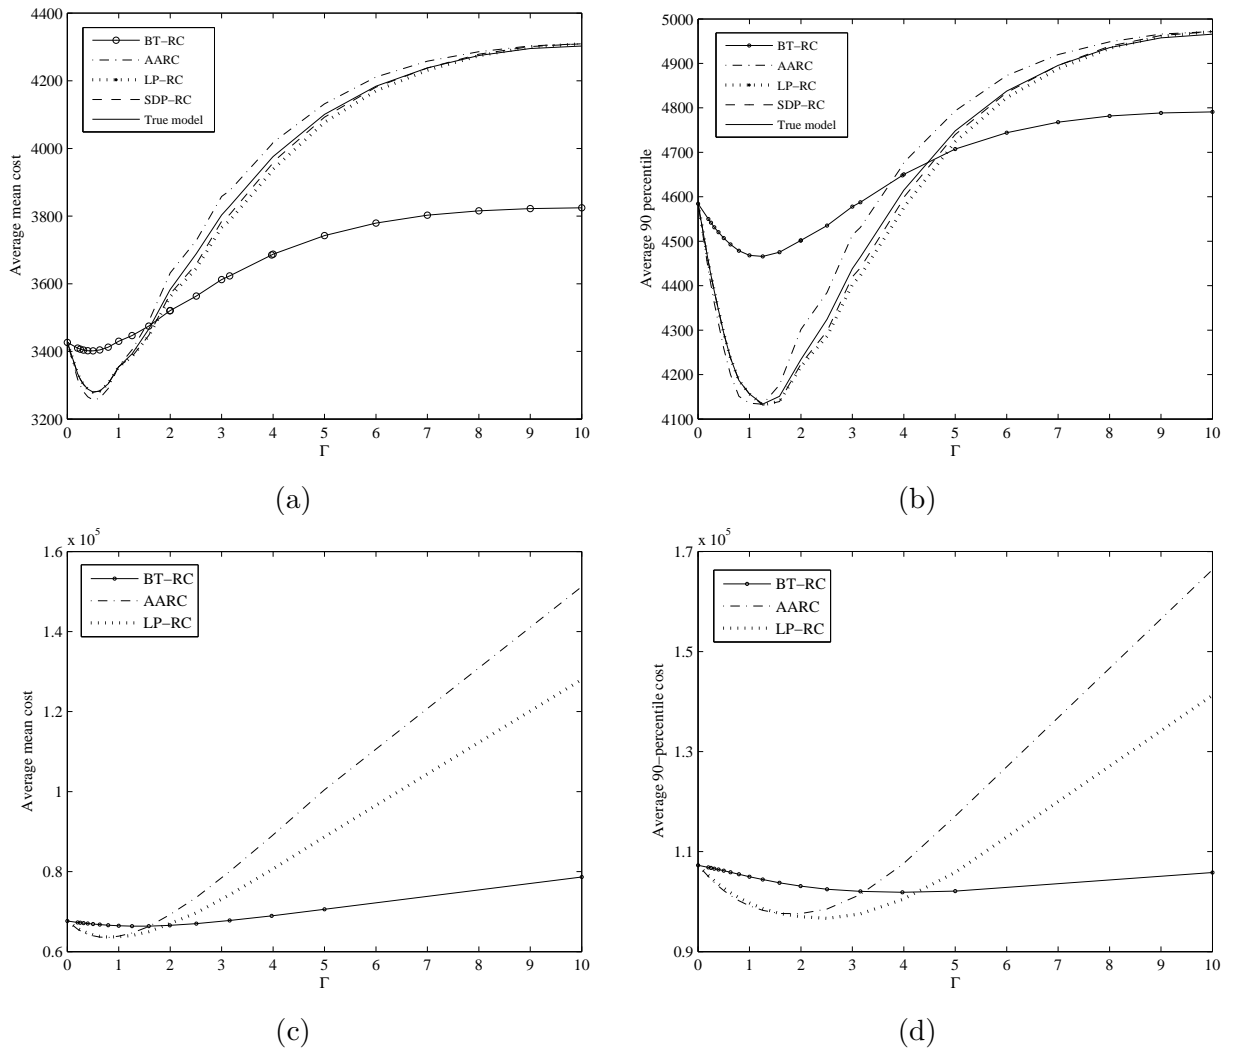 4400
4200
4000
3800
3600
3400
3200
Average mean cost
BT−RC
AARC
LP−RC
SDP−RC
True model
0 1 2 3 4 5 6 7 8 9 10
Γ
(a)
5000
4900
4800
4700
4600
4500
4400
4300
4200
4100
Average 90 percentile
BT−RC
AARC
LP−RC
SDP−RC
True model
0 1 2 3 4 5 6 7 8 9 10
Γ
(b)
x 10^5
1.6
1.4
1.2
1
0.8
0.6
Average mean cost
BT−RC
AARC
LP−RC
0 1 2 3 4 5 6 7 8 9 10
Γ
(c)
x 10^5
1.7
1.5
1.3
1.1
0.9
Average 90−percentile cost
BT−RC
AARC
LP−RC
0 1 2 3 4 5 6 7 8 9 10
Γ
(d)